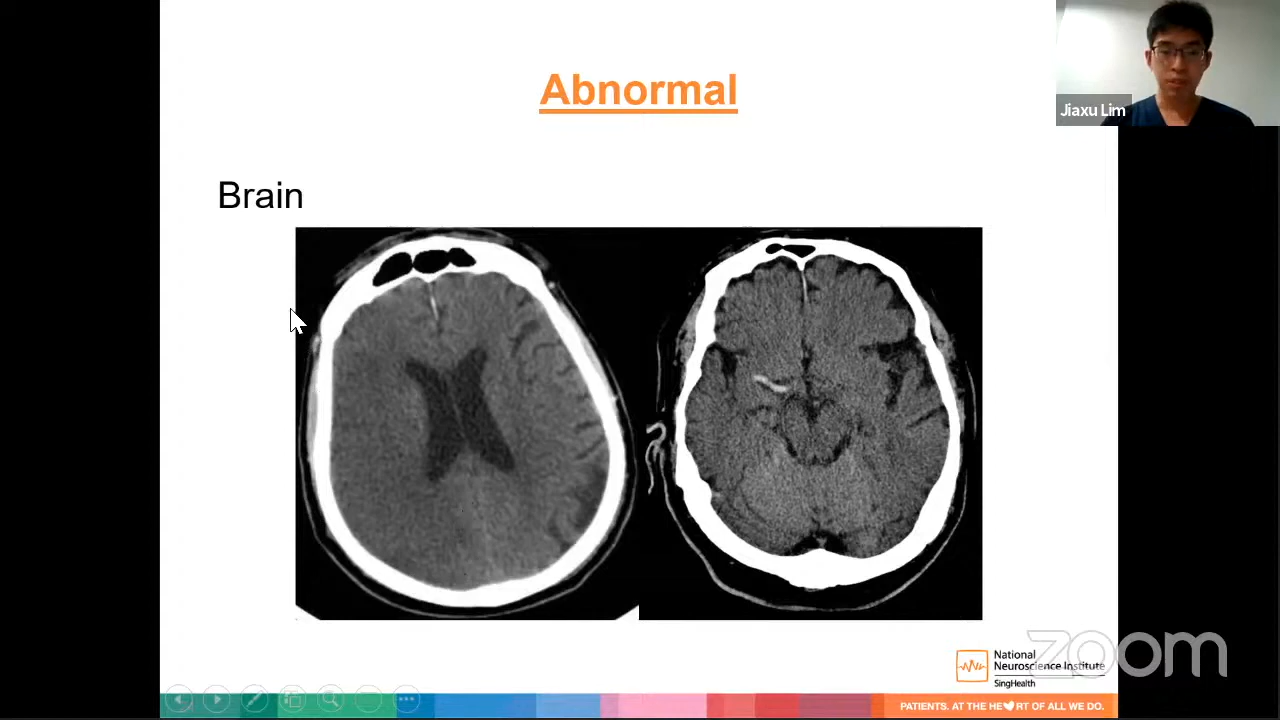 Abnormal
Jiaxu Lim
Brain
zoom
National
Neuroscience Institute
SingHealth
PATIENTS. AT THE HE❤RT OF ALL WE DO.